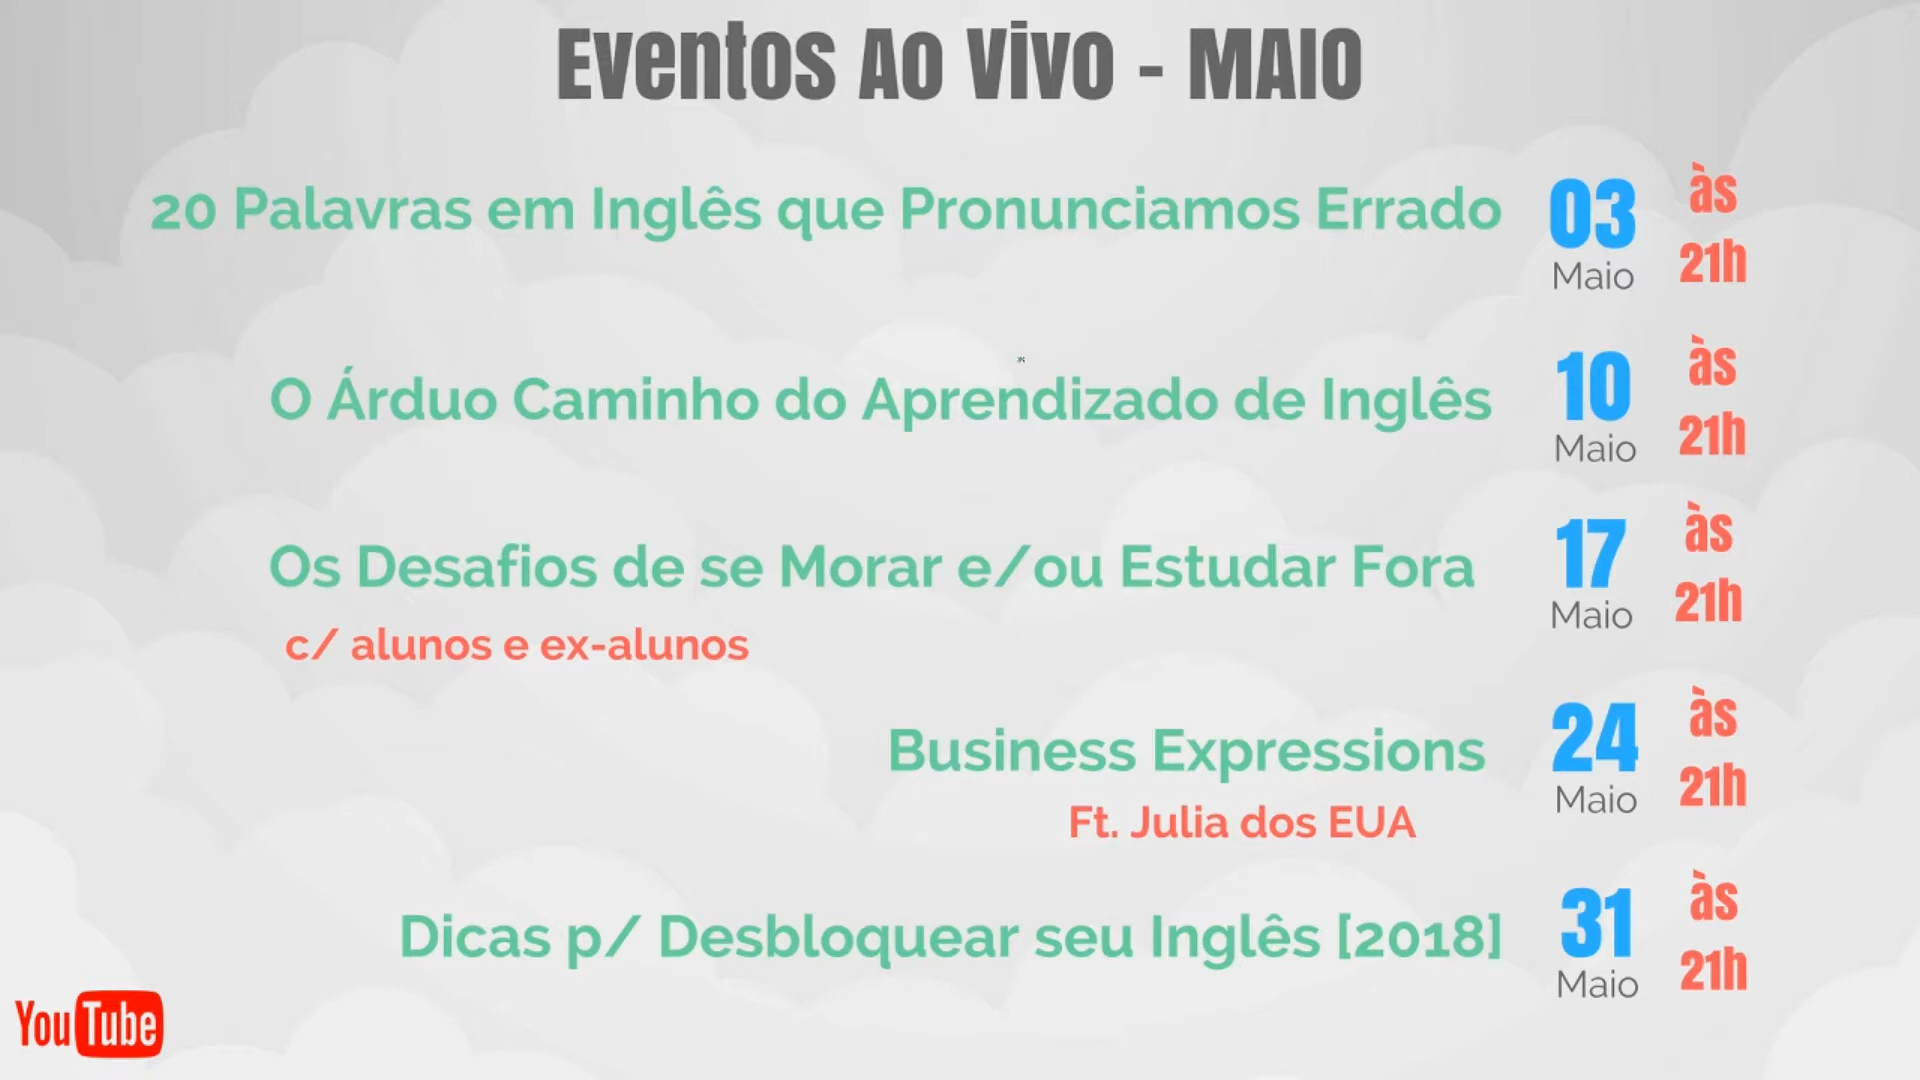 Eventos Ao Vivo - MAIO
20 Palavras em Inglês que Pronunciamos Errado
03
Maio
às
21h
O Árduo Caminho do Aprendizado de Inglês
10
Maio
às
21h
Os Desafios de se Morar e/ou Estudar Fora
c/ alunos e ex-alunos
17
Maio
às
21h
Business Expressions
Ft. Julia dos EUA
24
Maio
às
21h
Dicas p/ Desbloquear seu Inglês [2018]
31
Maio
às
21h
YouTube